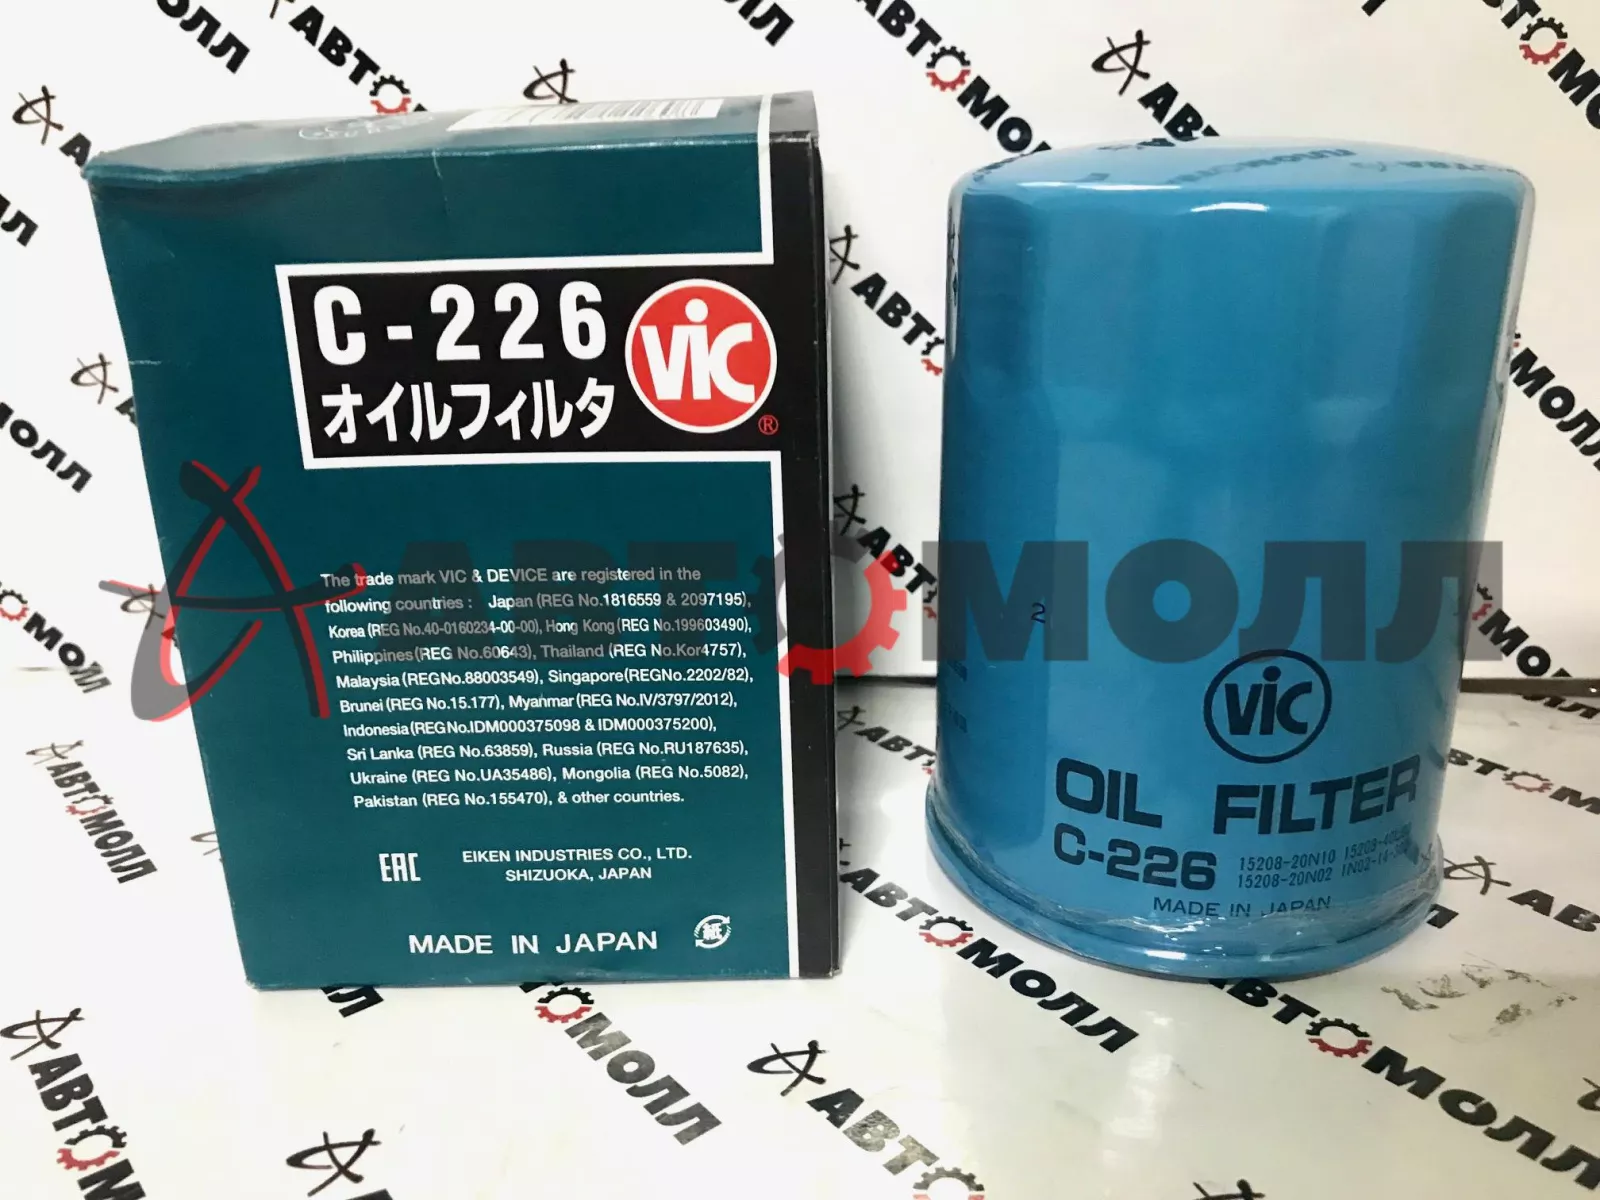 C-226
オイルフィルタ
ViC
®
The trade mark VIC & DEVICE are registered in the
following countries : Japan (REG No.1816559 & 2097195),
Korea (REG No.40-0160234-00-00), Hong Kong (REG No.199603490),
Philippines (REG No.60643), Thailand (REG No.Kor4757),
Malaysia (REGNo.88003549), Singapore(REGNo.2202/82),
Brunei (REG No.15.177), Myanmar (REG No.IV/3797/2012),
Indonesia (REGNo.IDM000375098 & IDM000375200),
Sri Lanka (REG No.63859), Russia (REG No.RU187635),
Ukraine (REG No.UA35486), Mongolia (REG No.5082),
Pakistan (REG No.155470), & other countries.
EAC
EIKEN INDUSTRIES CO., LTD.
SHIZUOKA, JAPAN
MADE IN JAPAN
紙
АВТОМОЛЛ
2
ViC
OIL FILTER
C-226
15208-20N10
15208-20N02
MADE IN JAPAN